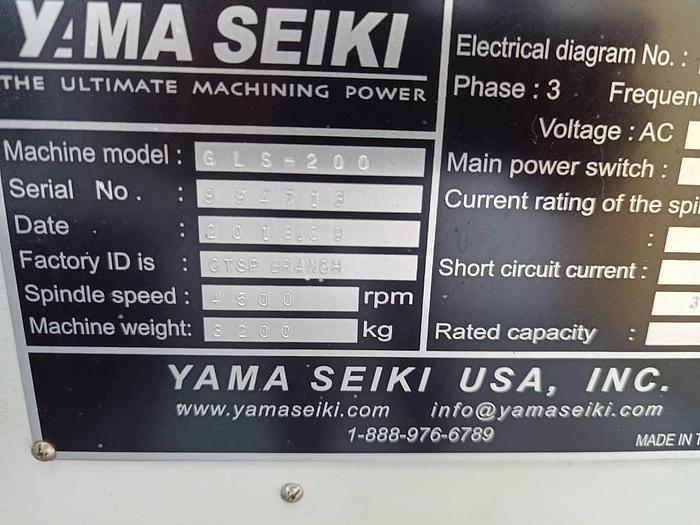 YAMA SEIKI
THE ULTIMATE MACHINING POWER
Machine model : GLS-200
Serial No. :
Date : 2018.09
Factory ID is : CTSP BRANCH
Spindle speed : 4500 rpm
Machine weight: 3200 kg
Electrical diagram No. :
Phase : 3
Voltage : AC
Main power switch :
Current rating of the
:
Short circuit current :
3
Rated capacity :
YAMA SEIKI USA, INC.
www.yamaseiki.com info@yamaseiki.com
1-888-976-6789
MADE IN